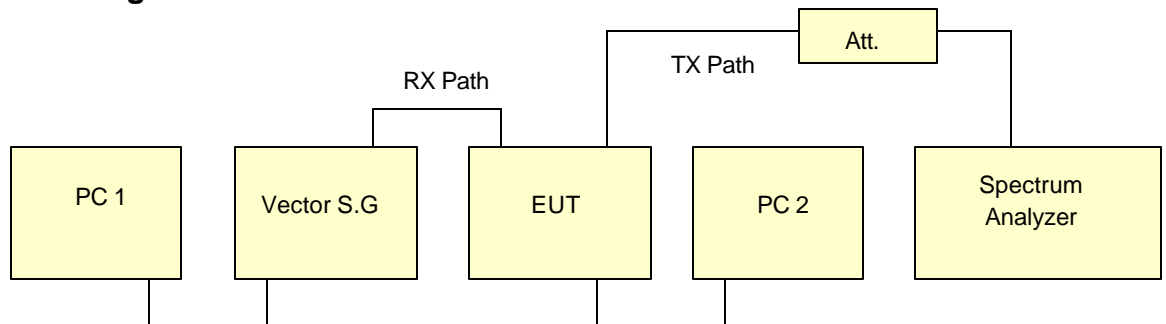 Att.
TX Path
RX Path
PC 1
Vector S.G
EUT
PC 2
Spectrum
Analyzer